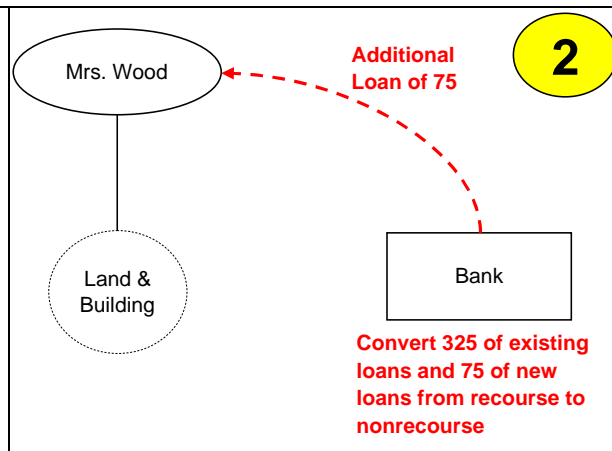 Additional
Loan of 75
2
Mrs. Wood
Land &
Building
Bank
Convert 325 of existing
loans and 75 of new
loans from recourse to
nonrecourse